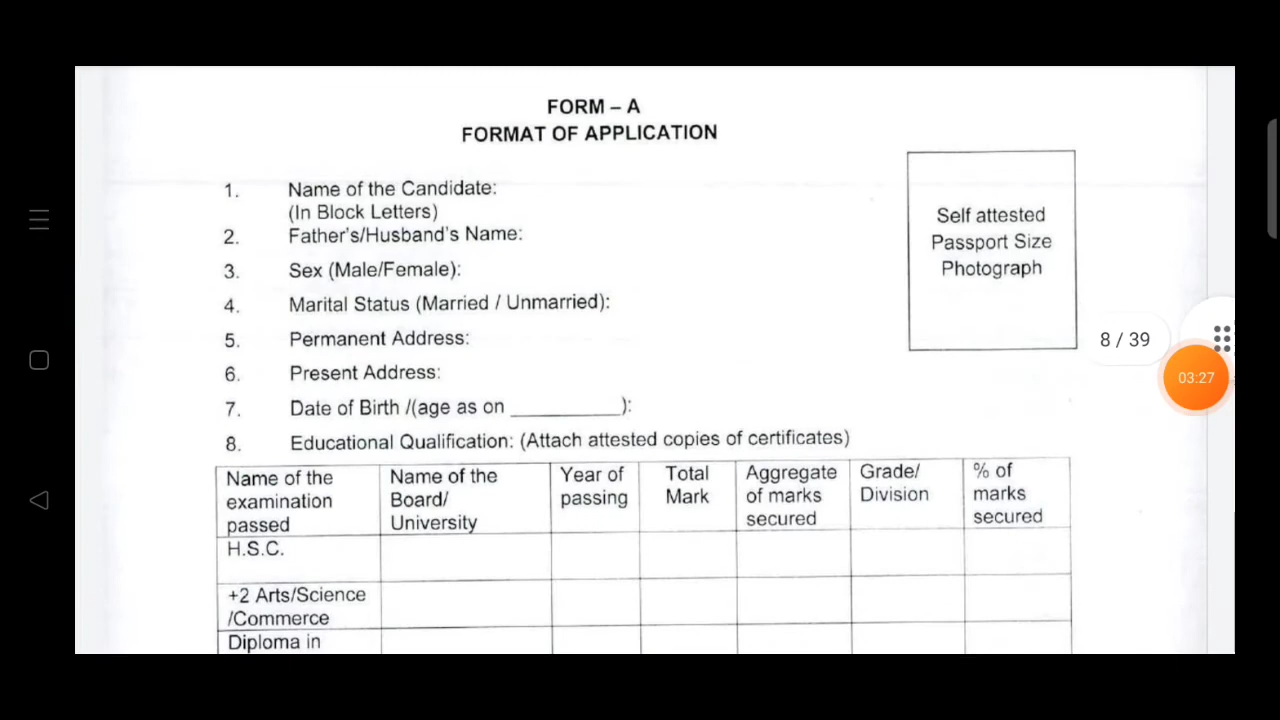 FORM – A
FORMAT OF APPLICATION
Self attested
Passport Size
Photograph
1. Name of the Candidate:
(In Block Letters)
2. Father's/Husband's Name:
3. Sex (Male/Female):
4. Marital Status (Married / Unmarried):
5. Permanent Address:
6. Present Address:
7. Date of Birth /(age as on __________):
8. Educational Qualification: (Attach attested copies of certificates)
8 / 39
03:27
Name of the examination passed | Name of the Board/ University | Year of passing | Total Mark | Aggregate of marks secured | Grade/ Division | % of marks secured
H.S.C.
+2 Arts/Science
/Commerce
Diploma in